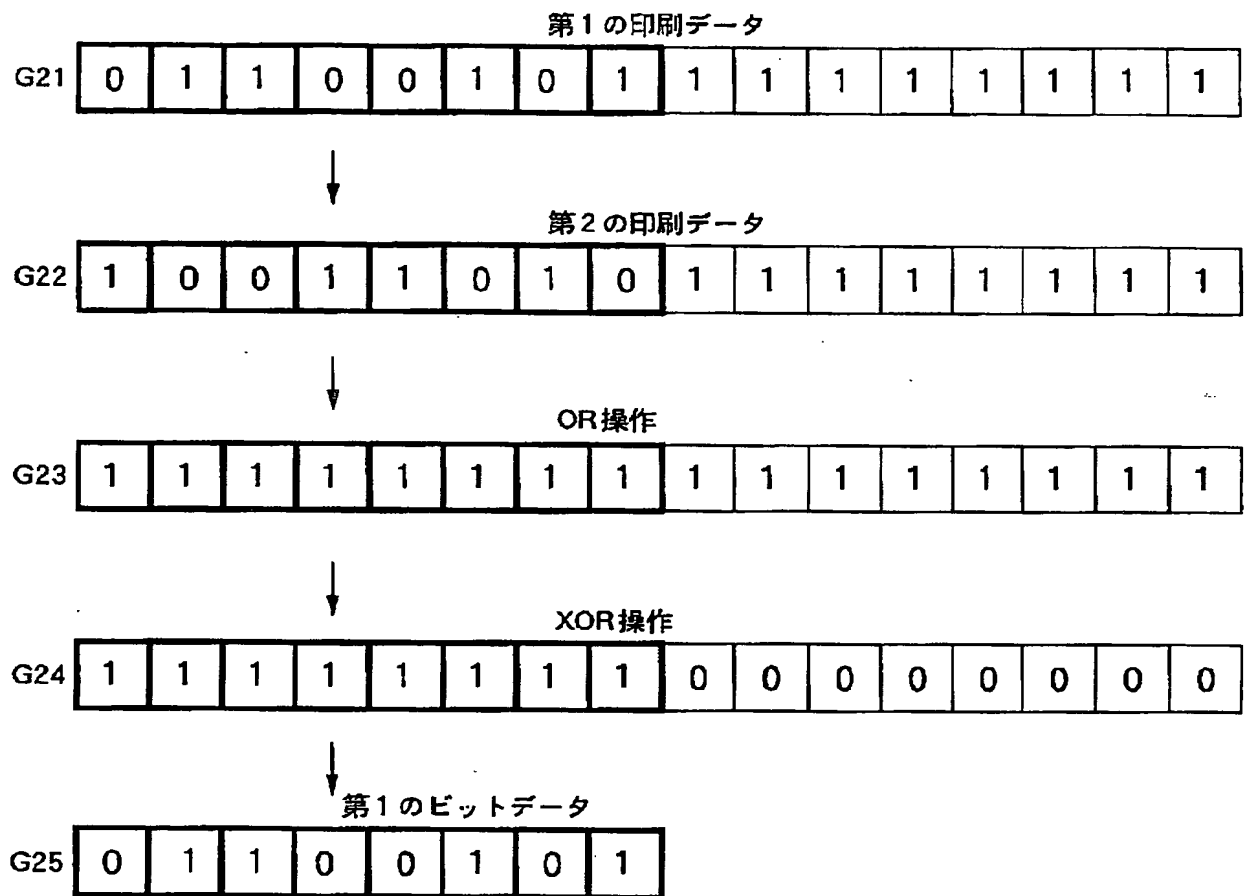 第1の印刷データ
G21 0 1 1 0 0 1 0 1 1 1 1 1 1 1 1 1
第2の印刷データ
G22 1 0 0 1 1 0 1 0 1 1 1 1 1 1 1 1
OR操作
G23 1 1 1 1 1 1 1 1 1 1 1 1 1 1 1 1
XOR操作
G24 1 1 1 1 1 1 1 1 0 0 0 0 0 0 0 0
第1のビットデータ
G25 0 1 1 0 0 1 0 1